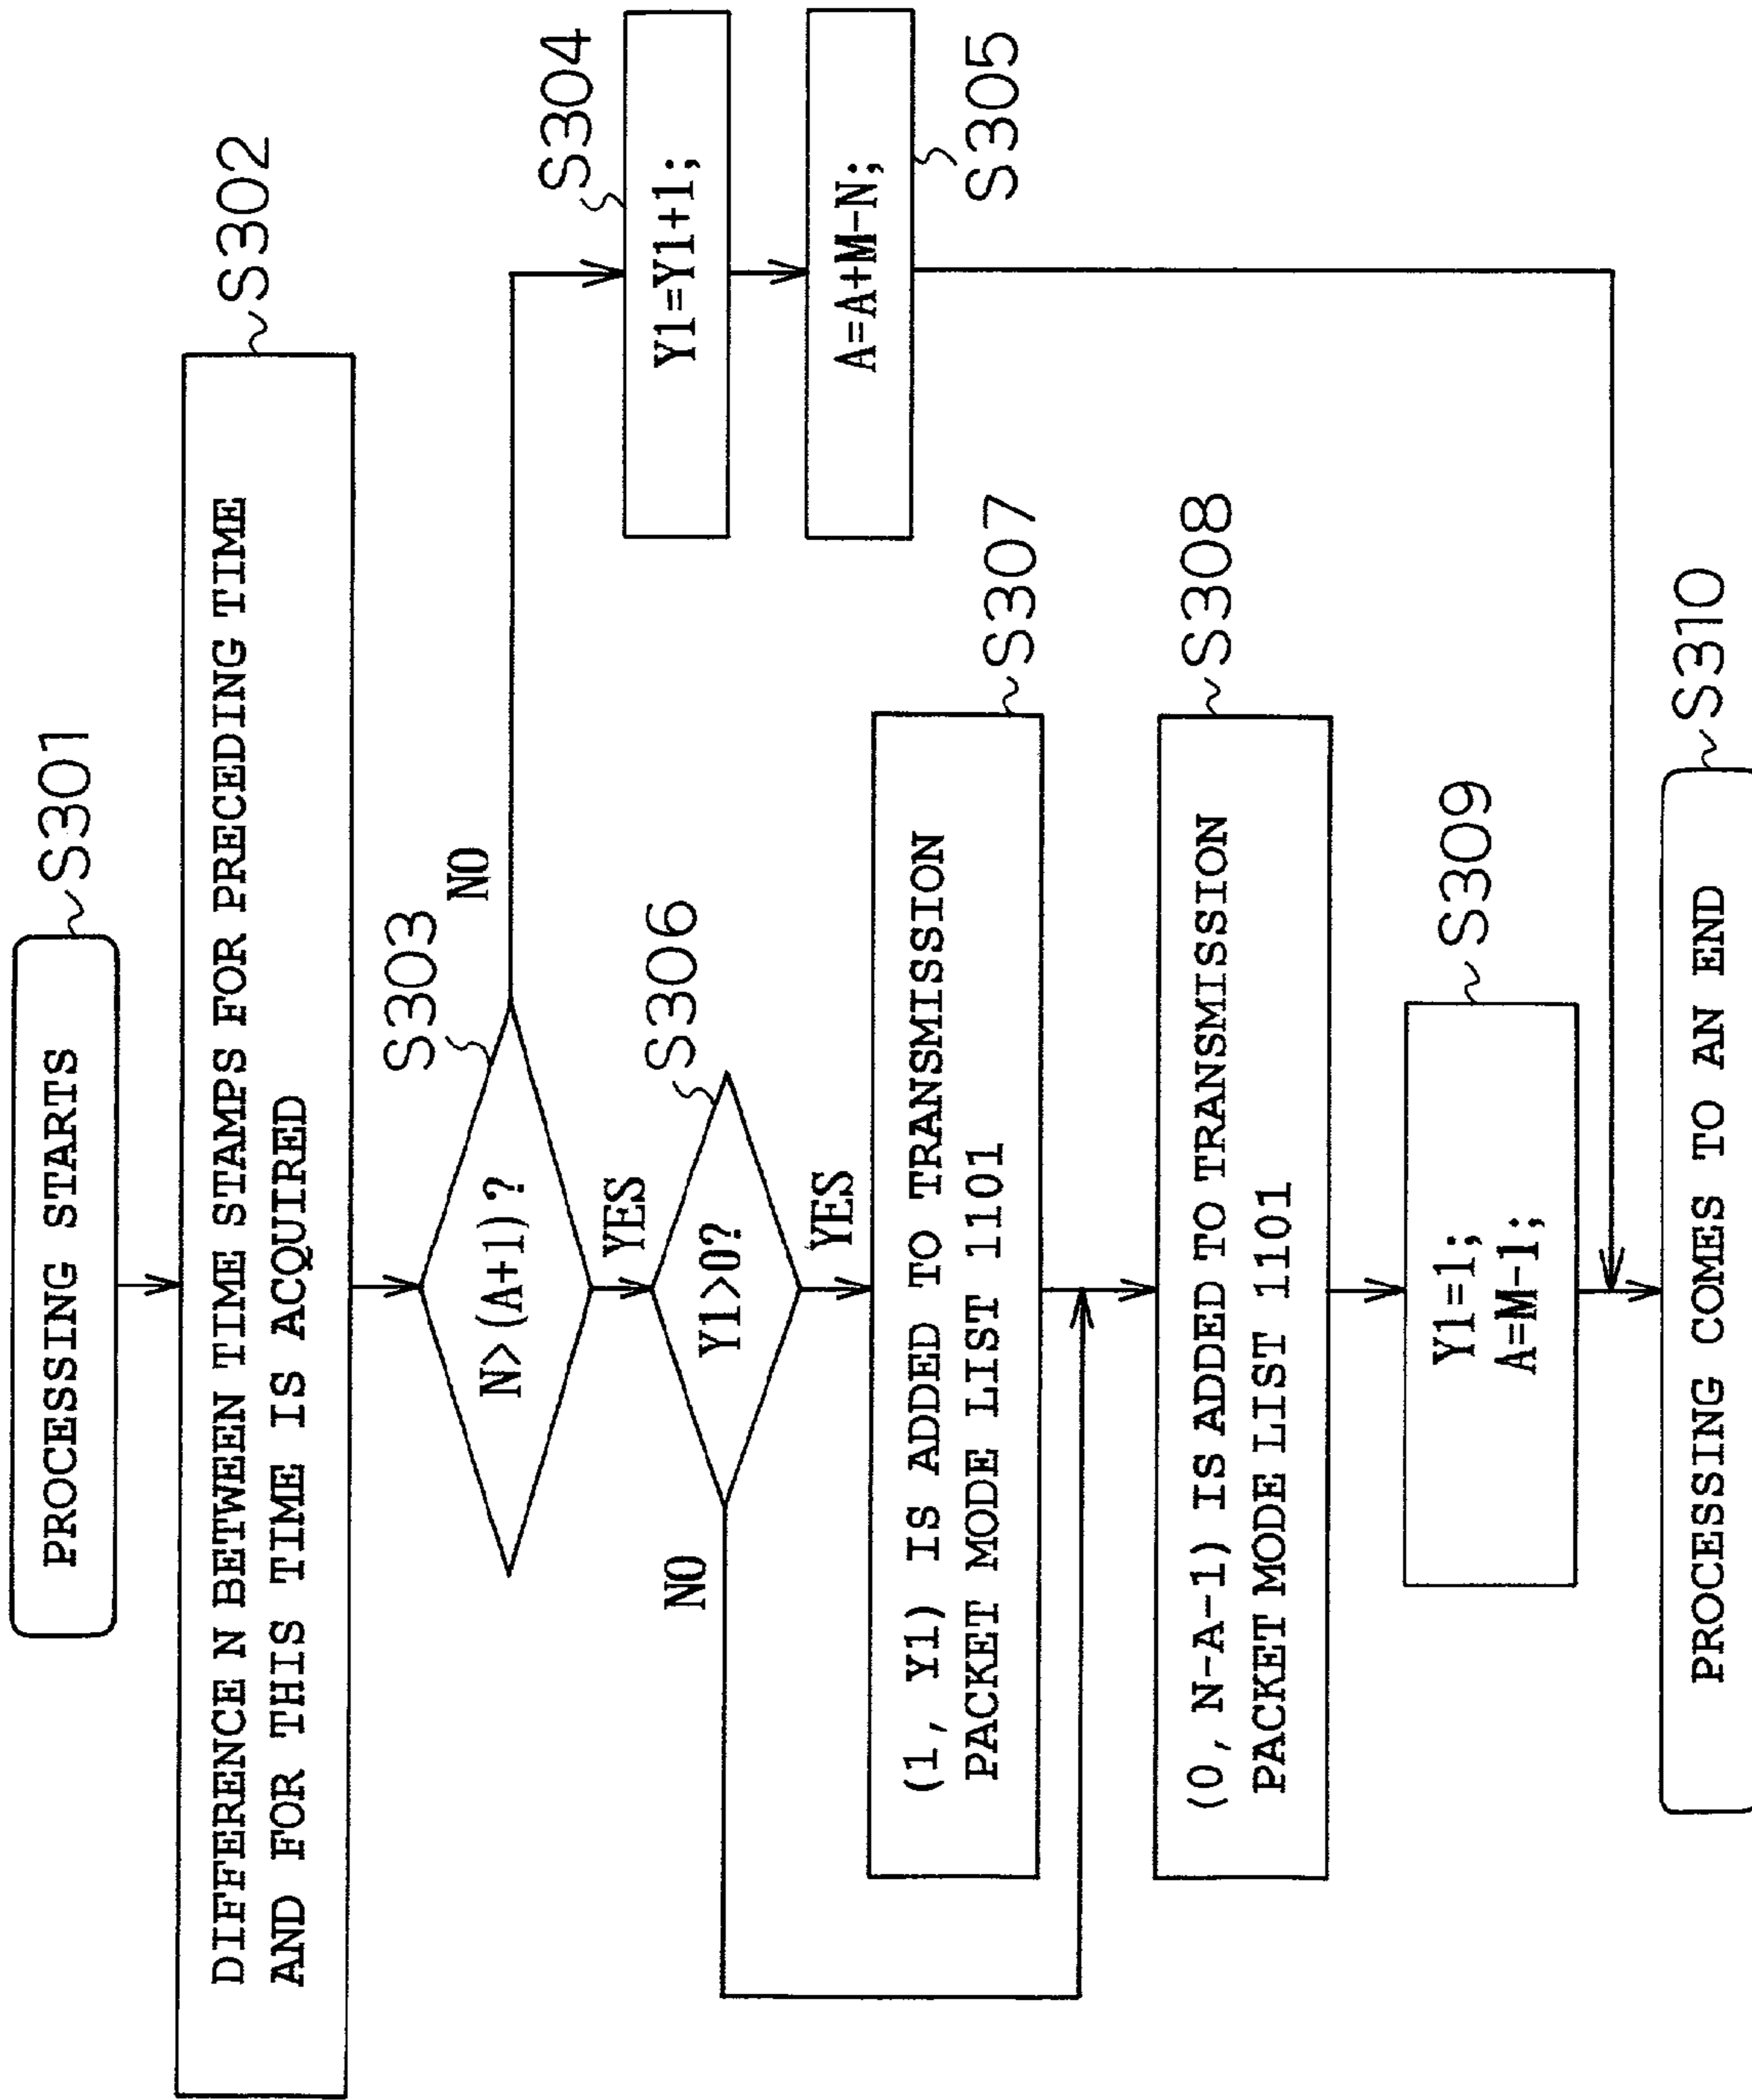 PROCESSING STARTS
S301
DIFFERENCE N BETWEEN TIME STAMPS FOR PRECEDING TIME
AND FOR THIS TIME IS ACQUIRED
S302
N>(A+1)?
S303
NO
YES
Y1=Y1+1;
S304
A=A+M-N;
S305
Y1>0?
S306
NO
YES
(1, Y1) IS ADDED TO TRANSMISSION
PACKET MODE LIST 1101
S307
(0, N-A-1) IS ADDED TO TRANSMISSION
PACKET MODE LIST 1101
S308
Y1=1;
A=M-1;
S309
PROCESSING COMES TO AN END
S310